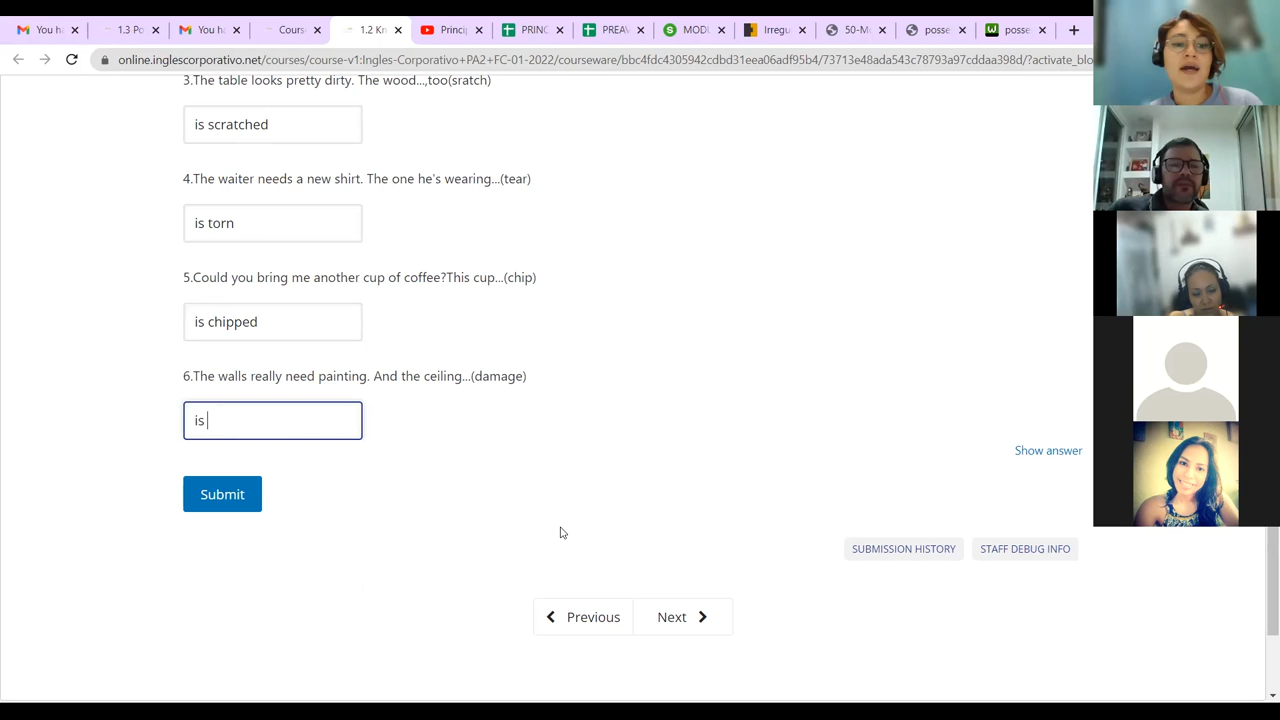 You ha
1.3 Po
You ha
Cours
1.2 Kn
Princi
PRINC
PREAV
MODU
Irregu
50-M
posse
posse
online.inglescorporativo.net/courses/course-v1:Ingles-Corporativo+PA2+FC-01-2022/courseware/bbc4fdc4305942cdbd31eea06adf95b4/73713e48ada543c78793a97cddaa398d/?activate_blo
3.The table looks pretty dirty. The wood...,too(sratch)
is scratched
4.The waiter needs a new shirt. The one he's wearing...(tear)
is torn
5.Could you bring me another cup of coffee?This cup...(chip)
is chipped
6.The walls really need painting. And the ceiling...(damage)
is
Show answer
Submit
SUBMISSION HISTORY
STAFF DEBUG INFO
Previous
Next